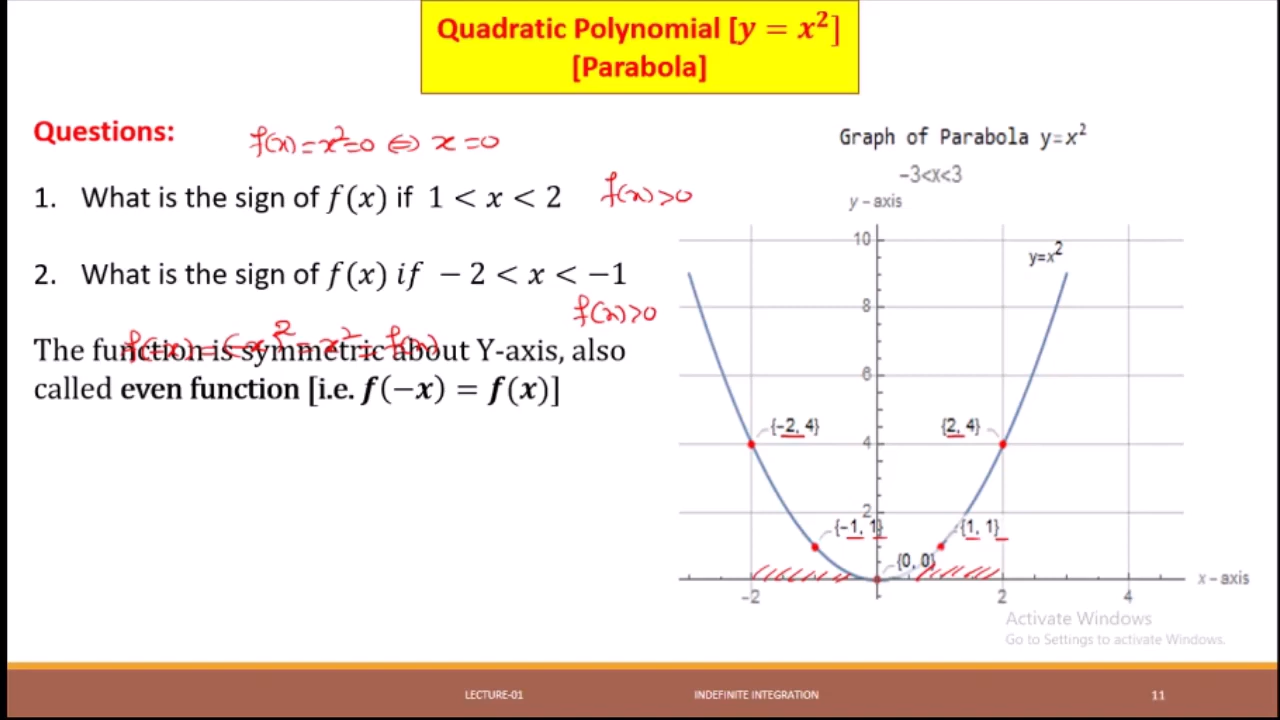 Quadratic Polynomial [y = x²]
[Parabola]
Questions:
f(x) = x² = 0 ⇔ x = 0
1. What is the sign of f(x) if 1 < x < 2
f(x) > 0
2. What is the sign of f(x) if − 2 < x < −1
f(x) > 0
f(−x) = (−x)² = x² = f(x)
The function is symmetric about Y-axis, also
called even function [i.e. f(−x) = f(x)]
Graph of Parabola y=x²
-3<x<3
y - axis
10
y=x²
8
6
{-2, 4}
{2, 4}
4
2
{-1, 1}
{1, 1}
{0, 0}
x - axis
-2
2
4
Activate Windows
Go to Settings to activate Windows.
LECTURE-01
INDEFINITE INTEGRATION
11